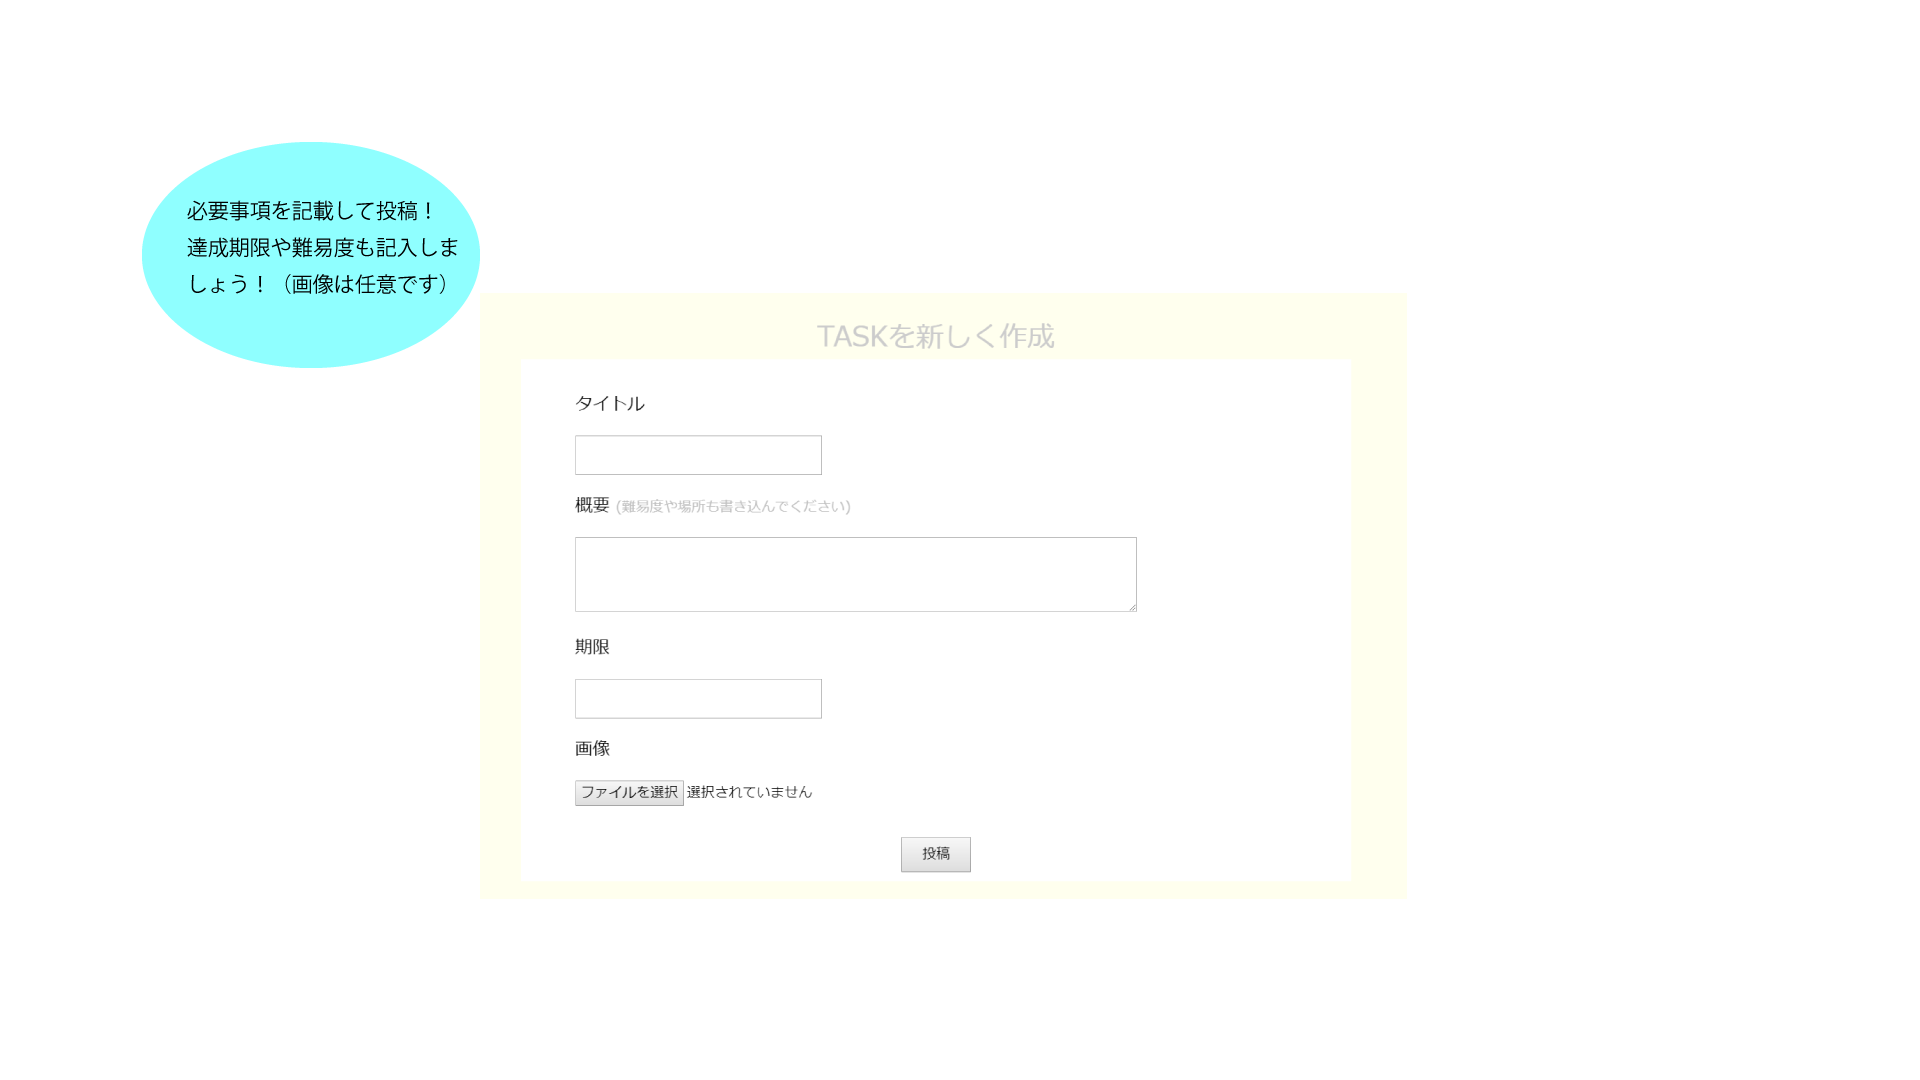 必要事項を記載して投稿！
達成期限や難易度も記入しま
しょう！（画像は任意です）
TASKを新しく作成
タイトル
概要 (難易度や場所も書き込んでください)
期限
画像
ファイルを選択 選択されていません
投稿